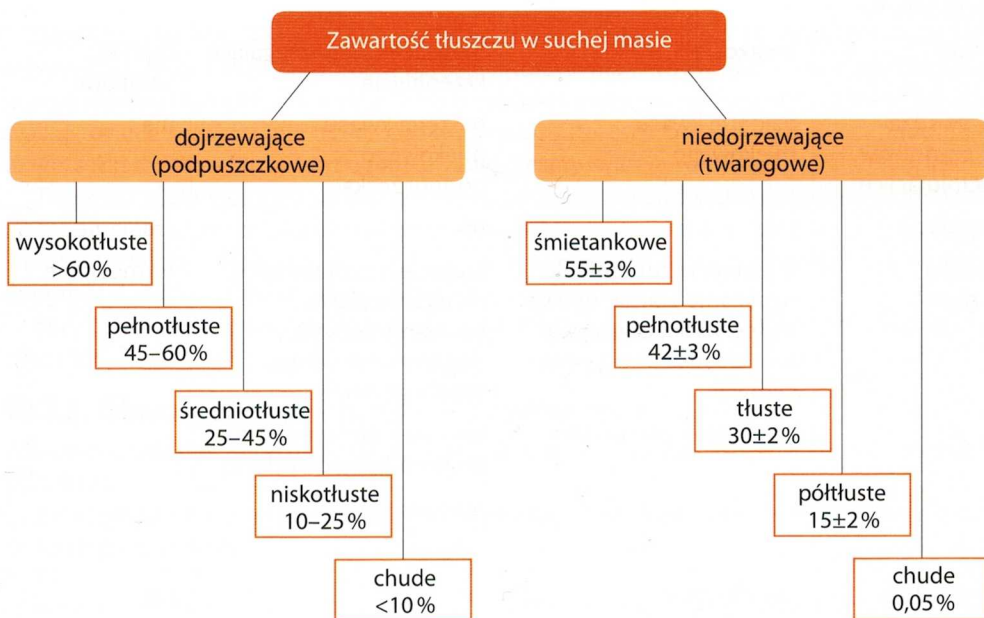 Zawartość tłuszczu w suchej masie
dojrzewające
(podpuszczkowe)
wysokotłuste
>60%
pełnotłuste
45–60%
średniotłuste
25–45%
niskotłuste
10–25%
chude
<10%
niedojrzewające
(twarogowe)
śmietankowe
55±3%
pełnotłuste
42±3%
tłuste
30±2%
półtłuste
15±2%
chude
0,05%